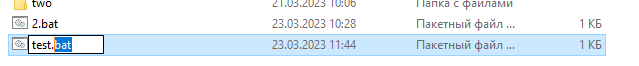 two 21.03.2023 10:06 Папка с файлами
2.bat 23.03.2023 10:28 Пакетный файл ... 1 КБ
test.bat 23.03.2023 11:44 Пакетный файл ... 1 КБ